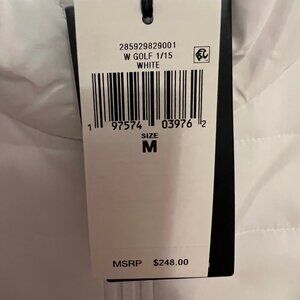 285929829001
W GOLF 1/15
WHITE
1 97574 03976 2
SIZE
M
MSRP $248.00